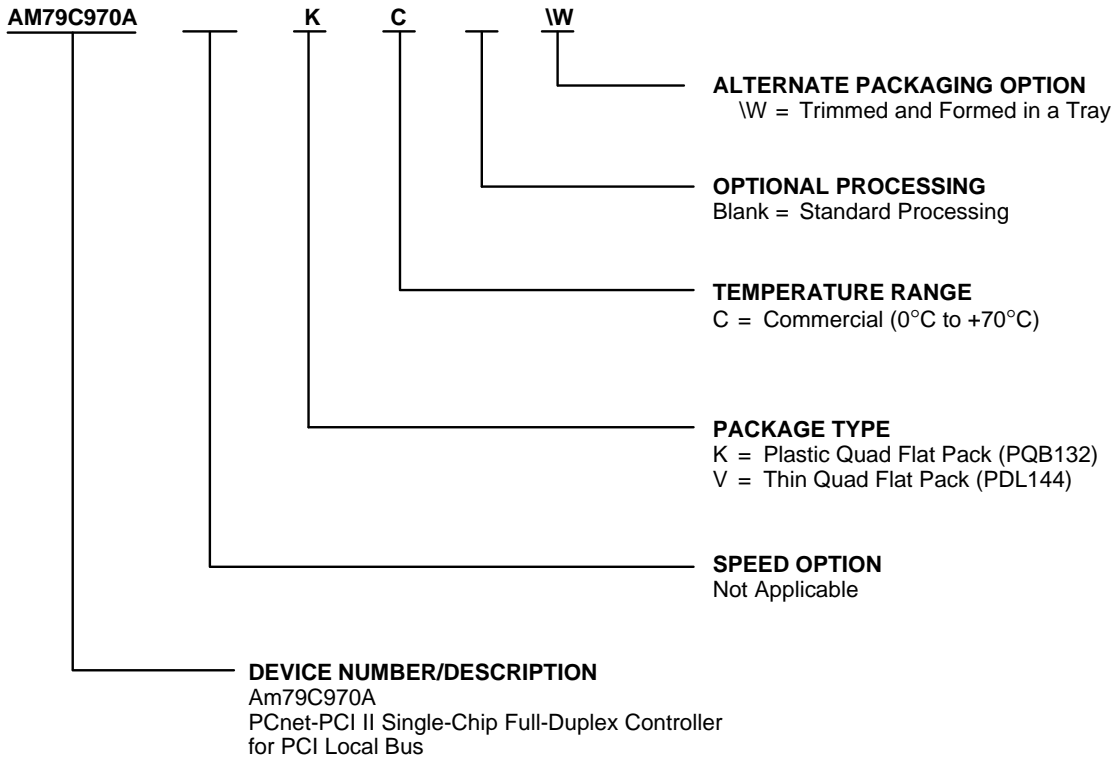 AM79C970A K C \W
ALTERNATE PACKAGING OPTION
\W = Trimmed and Formed in a Tray
OPTIONAL PROCESSING
Blank = Standard Processing
TEMPERATURE RANGE
C = Commercial (0°C to +70°C)
PACKAGE TYPE
K = Plastic Quad Flat Pack (PQB132)
V = Thin Quad Flat Pack (PDL144)
SPEED OPTION
Not Applicable
DEVICE NUMBER/DESCRIPTION
Am79C970A
PCnet-PCI II Single-Chip Full-Duplex Controller
for PCI Local Bus